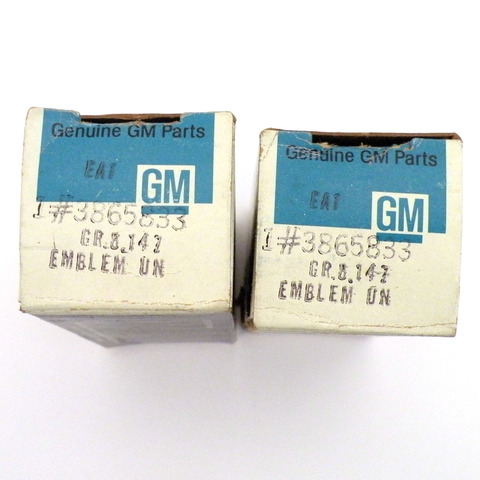 Genuine GM Parts
EAT
GM
1#3865833
GR.8.147
EMBLEM UN
Genuine GM Parts
EAT
GM
1#3865833
GR.8.147
EMBLEM UN